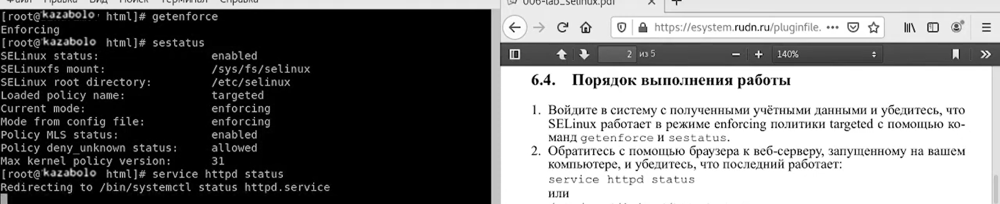 Файл Правка Вид Поиск Терминал Справка
[root@kazabolo html]# getenforce
Enforcing
[root@kazabolo html]# sestatus
SELinux status: enabled
SELinuxfs mount: /sys/fs/selinux
SELinux root directory: /etc/selinux
Loaded policy name: targeted
Current mode: enforcing
Mode from config file: enforcing
Policy MLS status: enabled
Policy deny_unknown status: allowed
Max kernel policy version: 31
[root@kazabolo html]# service httpd status
Redirecting to /bin/systemctl status httpd.service
006-lab_selinux.pdf
https://esystem.rudn.ru/pluginfile.
2 из 5
140%
6.4. Порядок выполнения работы
1. Войдите в систему с полученными учётными данными и убедитесь, что
SELinux работает в режиме enforcing политики targeted с помощью ко-
манд getenforce и sestatus.
2. Обратитесь с помощью браузера к веб-серверу, запущенному на вашем
компьютере, и убедитесь, что последний работает:
service httpd status
или